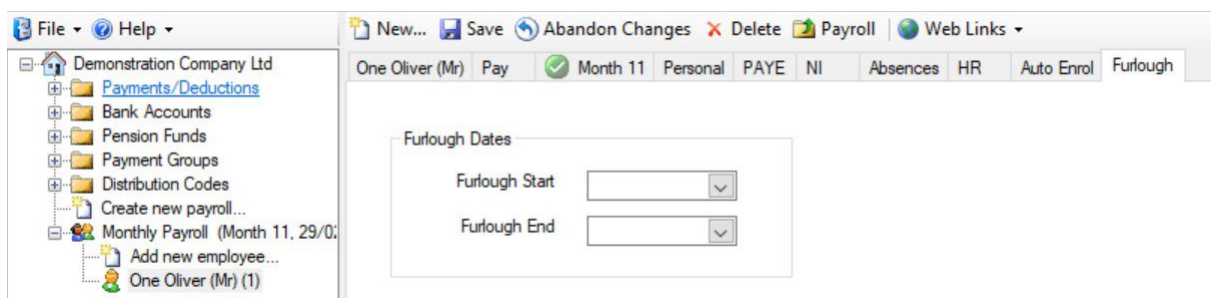 File Help
New... Save Abandon Changes Delete Payroll Web Links
Demonstration Company Ltd
Payments/Deductions
Bank Accounts
Pension Funds
Payment Groups
Distribution Codes
Create new payroll...
Monthly Payroll (Month 11, 29/02
Add new employee...
One Oliver (Mr) (1)
One Oliver (Mr) Pay Month 11 Personal PAYE NI Absences HR Auto Enrol Furlough
Furlough Dates
Furlough Start
Furlough End